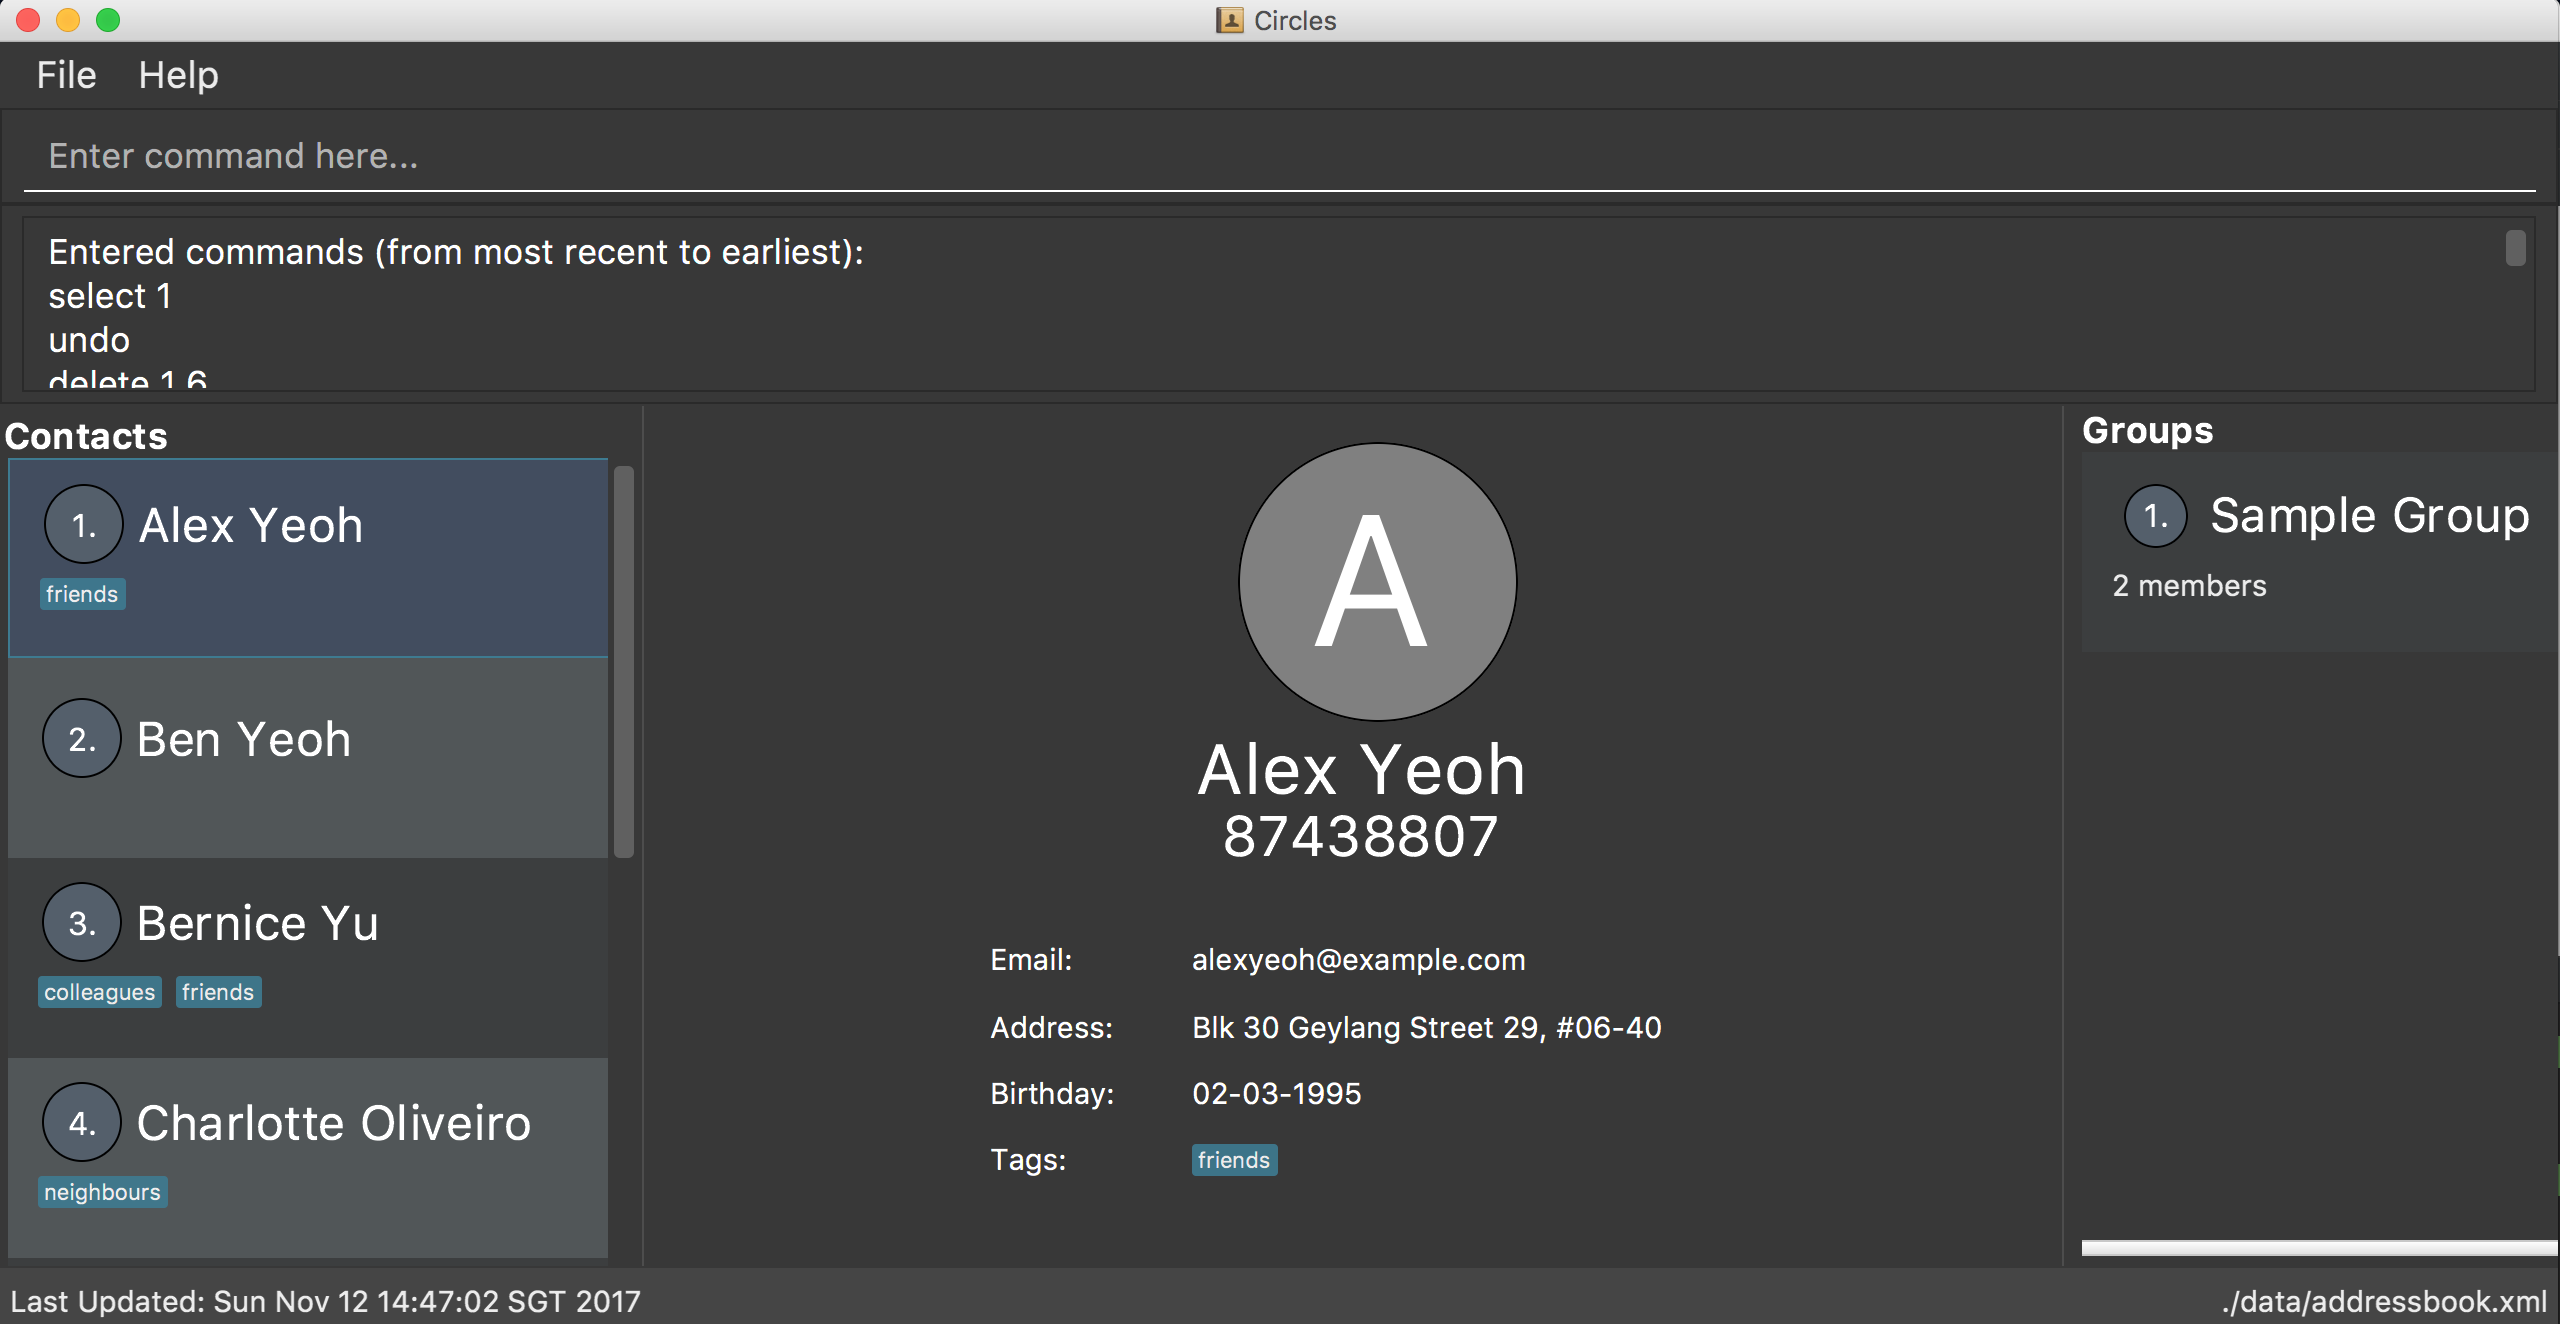 Circles
File Help
Enter command here...
Entered commands (from most recent to earliest):
select 1
undo
delete 1 6
Contacts
1. Alex Yeoh
friends
2. Ben Yeoh
3. Bernice Yu
colleagues friends
4. Charlotte Oliveiro
neighbours
A
Alex Yeoh
87438807
Email: alexyeoh@example.com
Address: Blk 30 Geylang Street 29, #06-40
Birthday: 02-03-1995
Tags: friends
Groups
1. Sample Group
2 members
Last Updated: Sun Nov 12 14:47:02 SGT 2017
./data/addressbook.xml